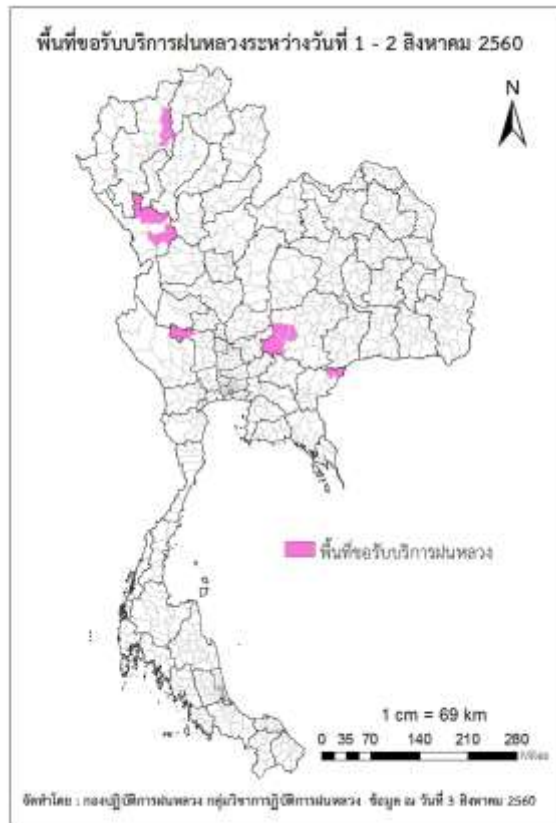 พื้นที่ขอรับบริการฝนหลวงระหว่างวันที่ 1 - 2 สิงหาคม 2560
N
พื้นที่ขอรับบริการฝนหลวง
1 cm = 69 km
0 35 70 140 210 280
Miles
จัดทำโดย : กองปฏิบัติการฝนหลวง กลุ่มวิชาการปฏิบัติการฝนหลวง ข้อมูล ณ วันที่ 3 สิงหาคม 2560